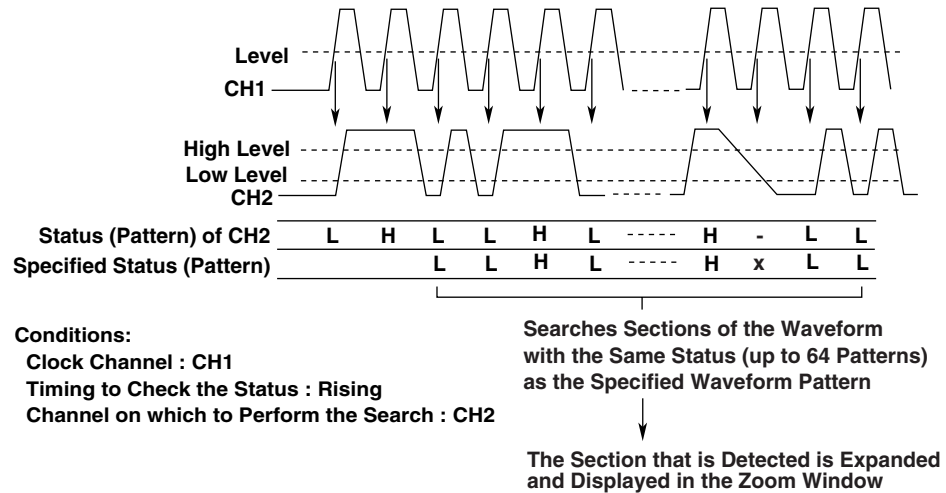 Level
CH1
High Level
Low Level
CH2
Status (Pattern) of CH2 L H L L H L ----- H - L L
Specified Status (Pattern) L L H L ----- H x L L
Conditions:
Clock Channel : CH1
Timing to Check the Status : Rising
Channel on which to Perform the Search : CH2
Searches Sections of the Waveform
with the Same Status (up to 64 Patterns)
as the Specified Waveform Pattern
The Section that is Detected is Expanded
and Displayed in the Zoom Window